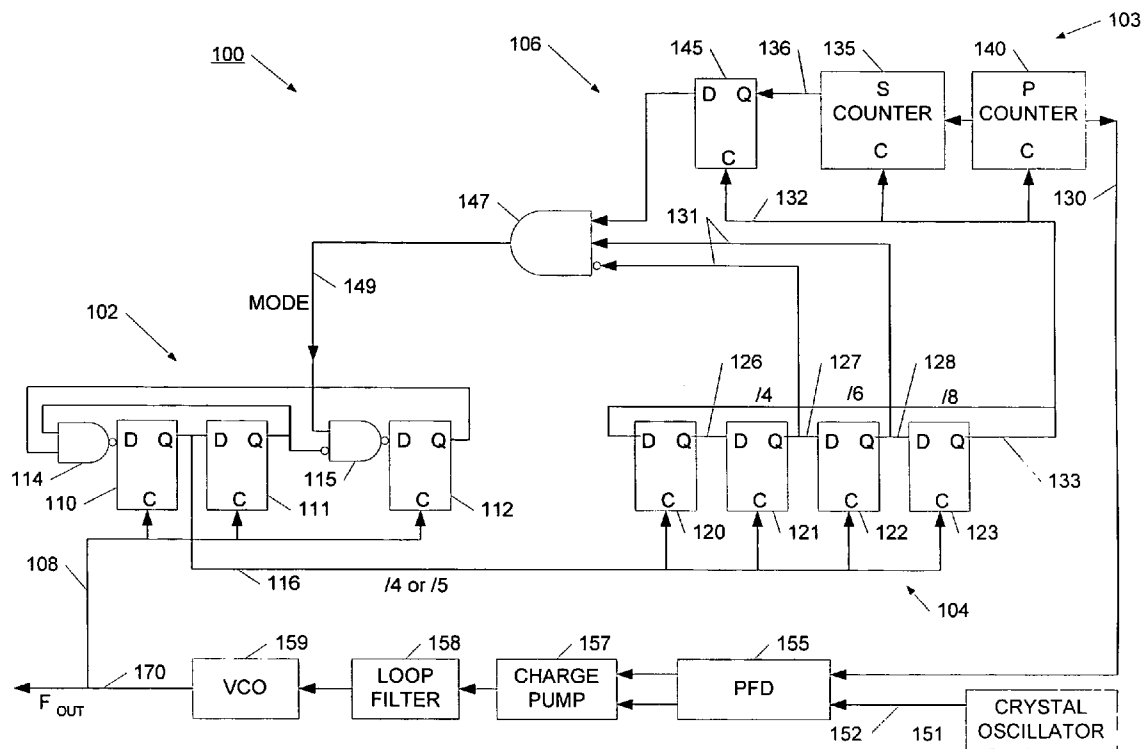 103
100
106
145
136
135
140
D Q
C
S
COUNTER
C
P
COUNTER
C
147
131
132
130
149
MODE
102
126
127
128
/4
/6
/8
D Q
C
D Q
C
D Q
C
D Q
C
D Q
C
D Q
C
D Q
C
114
110
111
115
112
120
121
122
123
133
108
116
/4 or /5
104
159
158
157
155
170
VCO
LOOP
FILTER
CHARGE
PUMP
PFD
F OUT
152
151
CRYSTAL
OSCILLATOR